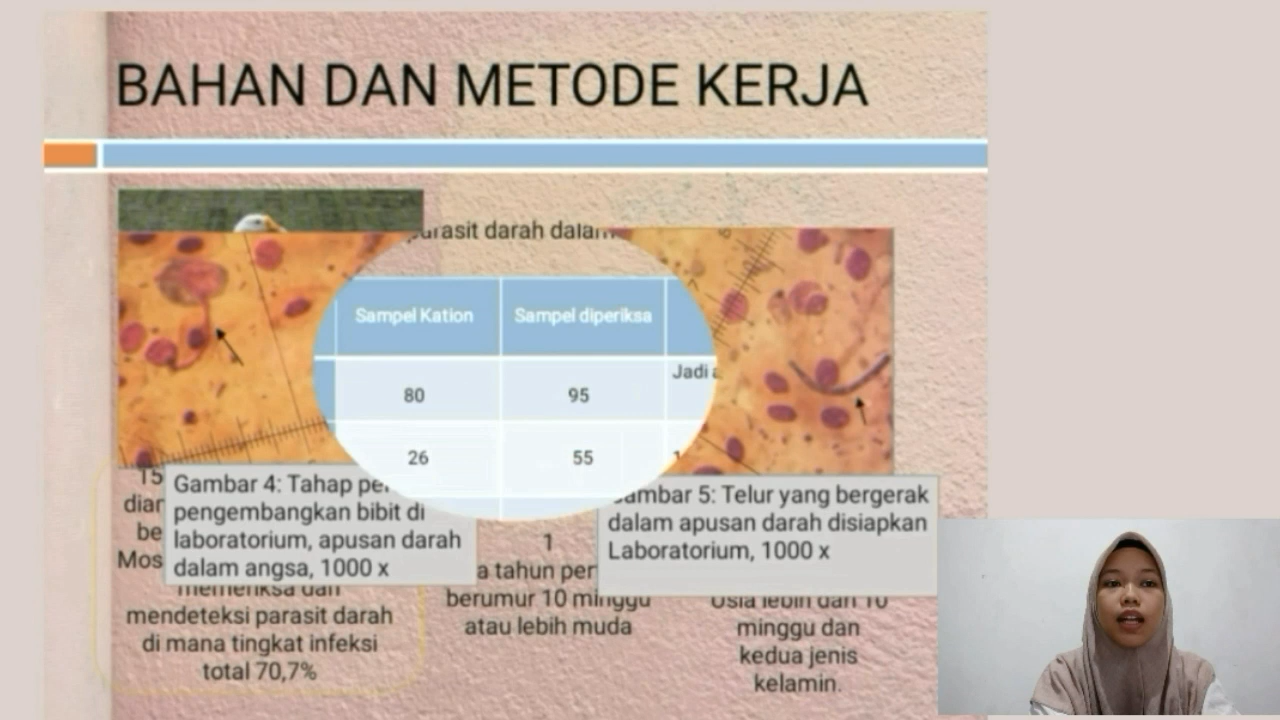 BAHAN DAN METODE KERJA
parasit darah dalam
Sampel Kation
Sampel diperiksa
Jadi
80
95
26
55
Gambar 4: Tahap
pengembangkan bibit di
laboratorium, apusan darah
dalam angsa, 1000 x
Gambar 5: Telur yang bergerak
dalam apusan darah disiapkan
Laboratorium, 1000 x
15
memeriksa dan
mendeteksi parasit darah
di mana tingkat infeksi
total 70,7%
1
tahun
berumur 10 minggu
atau lebih muda
Usia lebih dari 10
minggu dan
kedua jenis
kelamin.